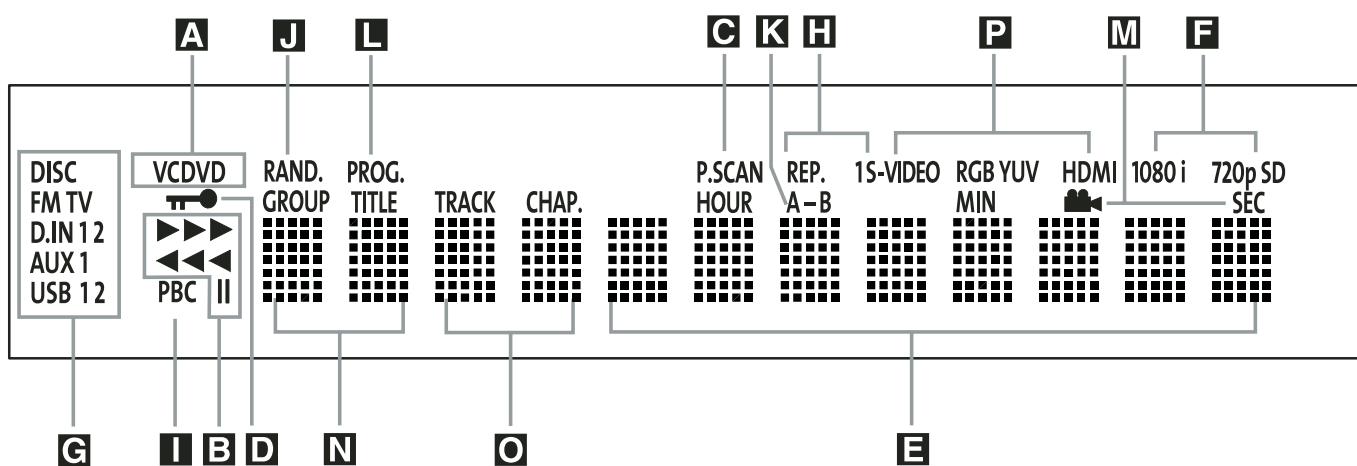 A J L C K H P M F
DISC VCDVD RAND. PROG. P.SCAN REP. 1S-VIDEO RGB YUV HDMI 1080 i 720p SD
FM TV GROUP TITLE TRACK CHAP. HOUR A – B MIN SEC
D.IN 1 2
AUX 1
USB 1 2 PBC
G I B D N O E